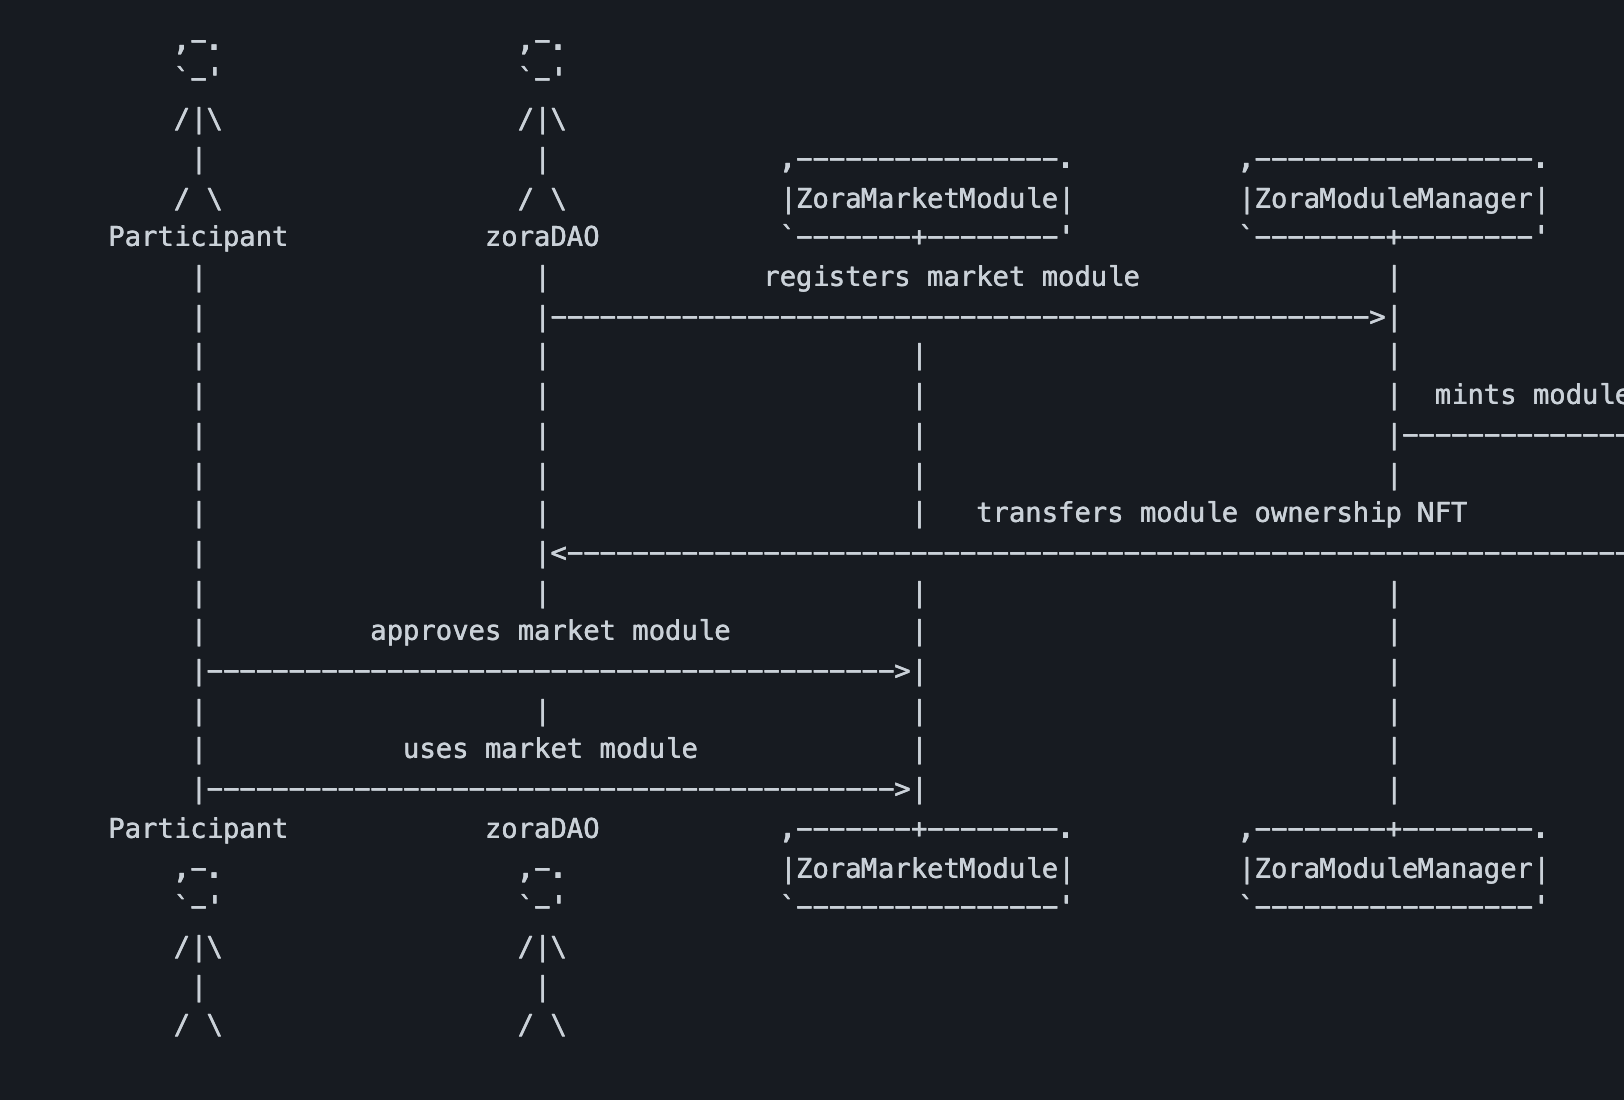 Participant zoraDAO |ZoraMarketModule| |ZoraModuleManager|
registers market module
mints module
transfers module ownership NFT
approves market module
uses market module
Participant zoraDAO
|ZoraMarketModule| |ZoraModuleManager|